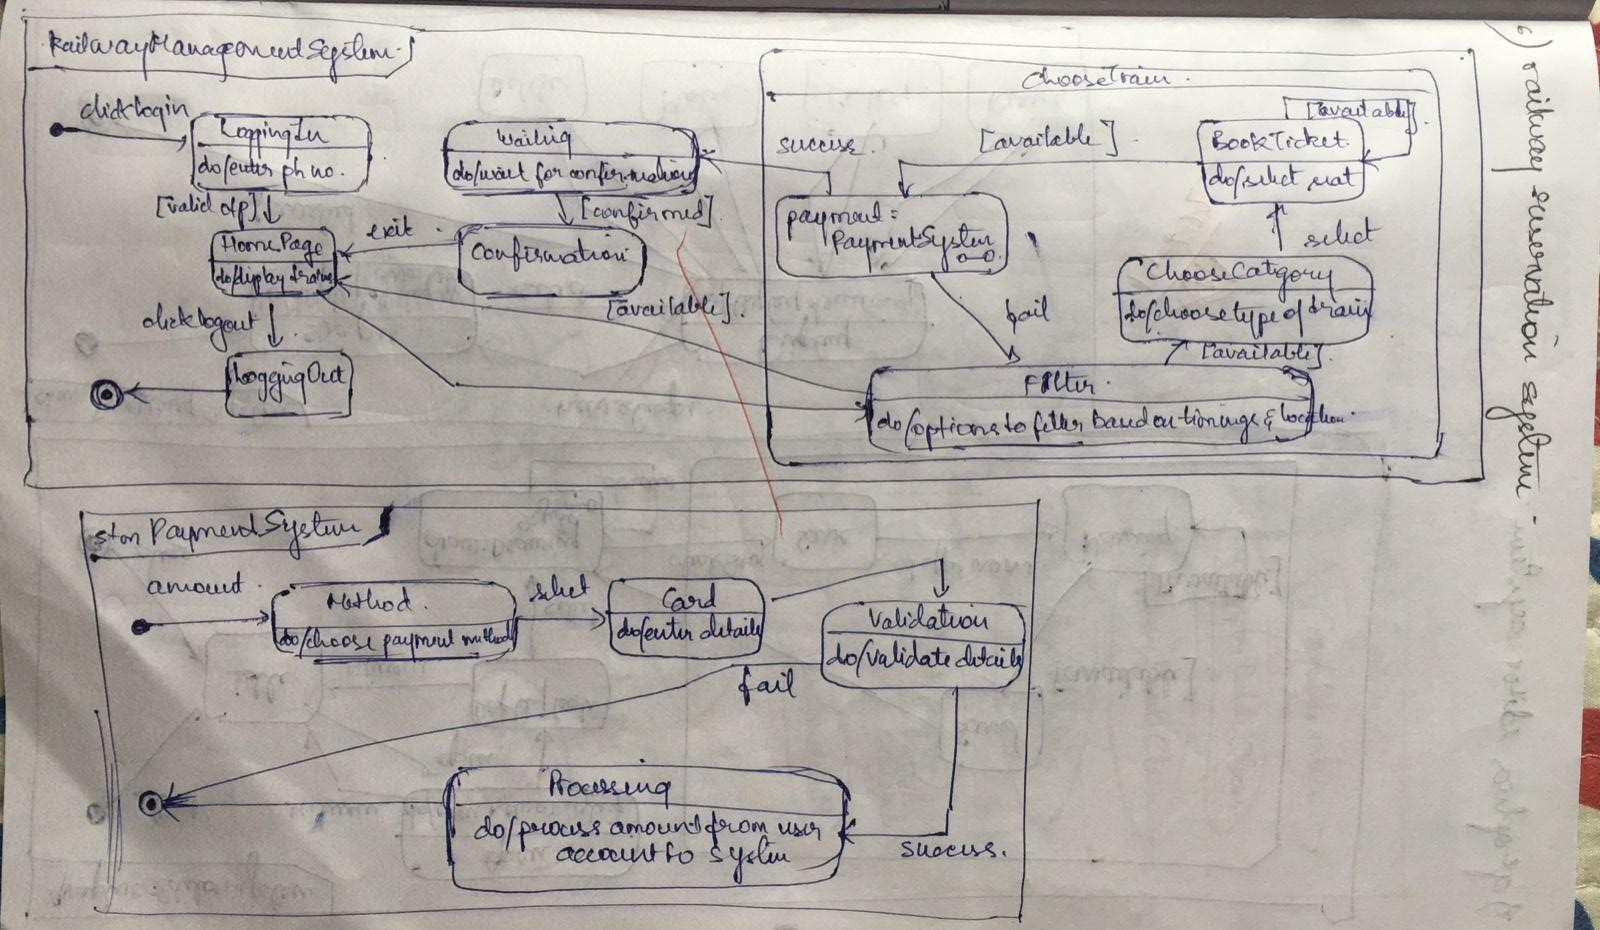 6) railway reservation system -
RailwayManagementSystem
clickLogin
LoggingIn
do/enter ph no.
[valid otp]
HomePage
do/display trains
clicklogout
LoggingOut
Waiting
do/wait for confirmation
[confirmed]
Confirmation
exit
[available]
ChooseTrain
success
[available]
payment:
PaymentSystem
fail
[available]
BookTicket
do/select seat
select
ChooseCategory
do/choose type of train
[available]
Filter
do/options to filter based on timings & location
stm PaymentSystem
amount
Method
do/choose payment method
select
Card
do/enter details
Validation
do/validate details
fail
success.
Processing
do/process amount from user
account to system